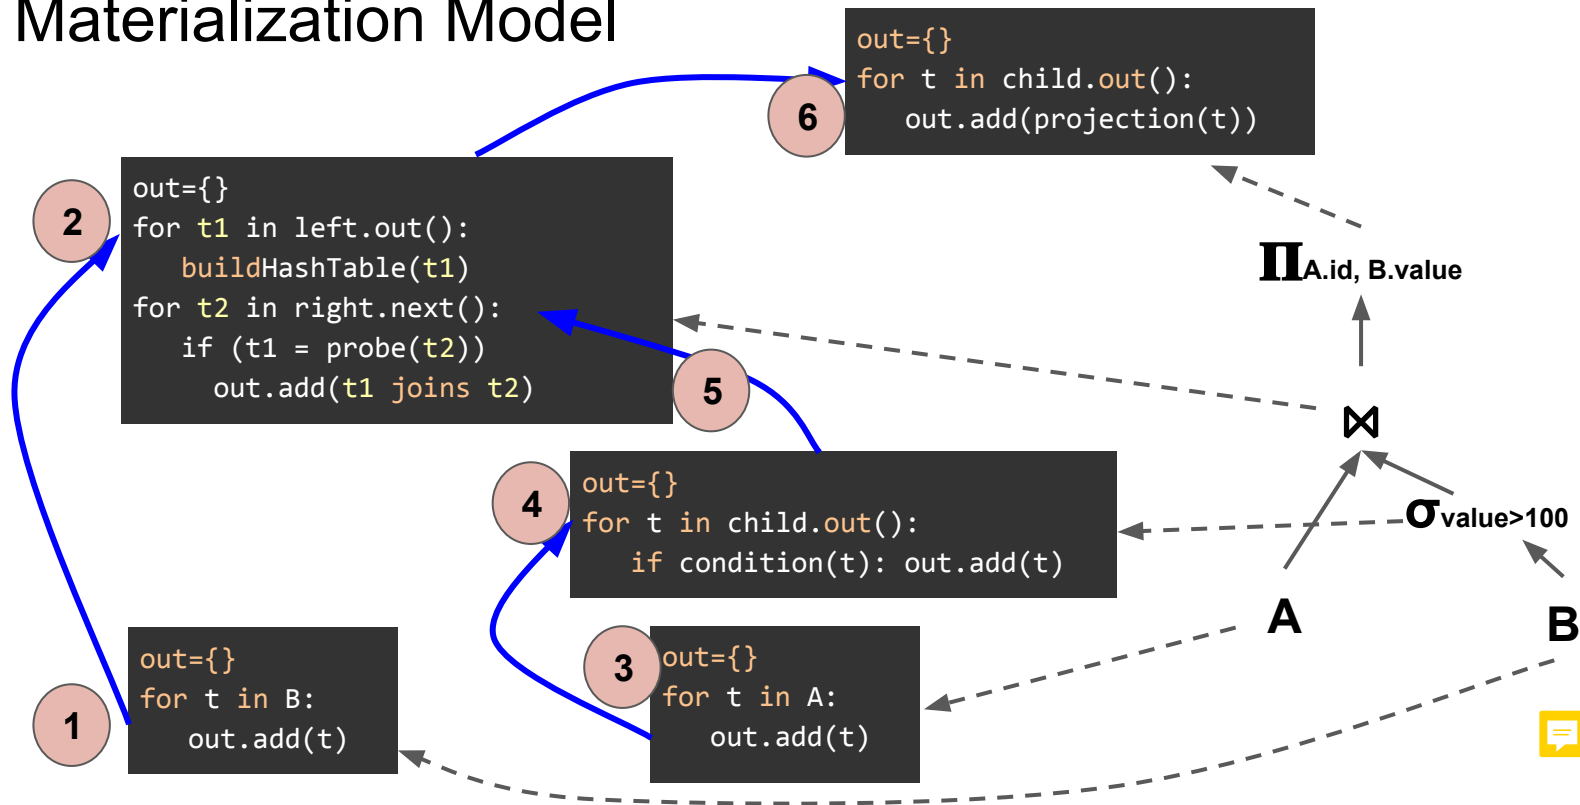 Materialization Model
out={}
for t in child.out():
out.add(projection(t))
6
2
out={}
for t1 in left.out():
buildHashTable(t1)
for t2 in right.next():
if (t1 = probe(t2))
out.add(t1 joins t2)
5
4
out={}
for t in child.out():
if condition(t): out.add(t)
1
out={}
for t in B:
out.add(t)
3
out={}
for t in A:
out.add(t)
Π A.id, B.value
⋈
σ value>100
A
B